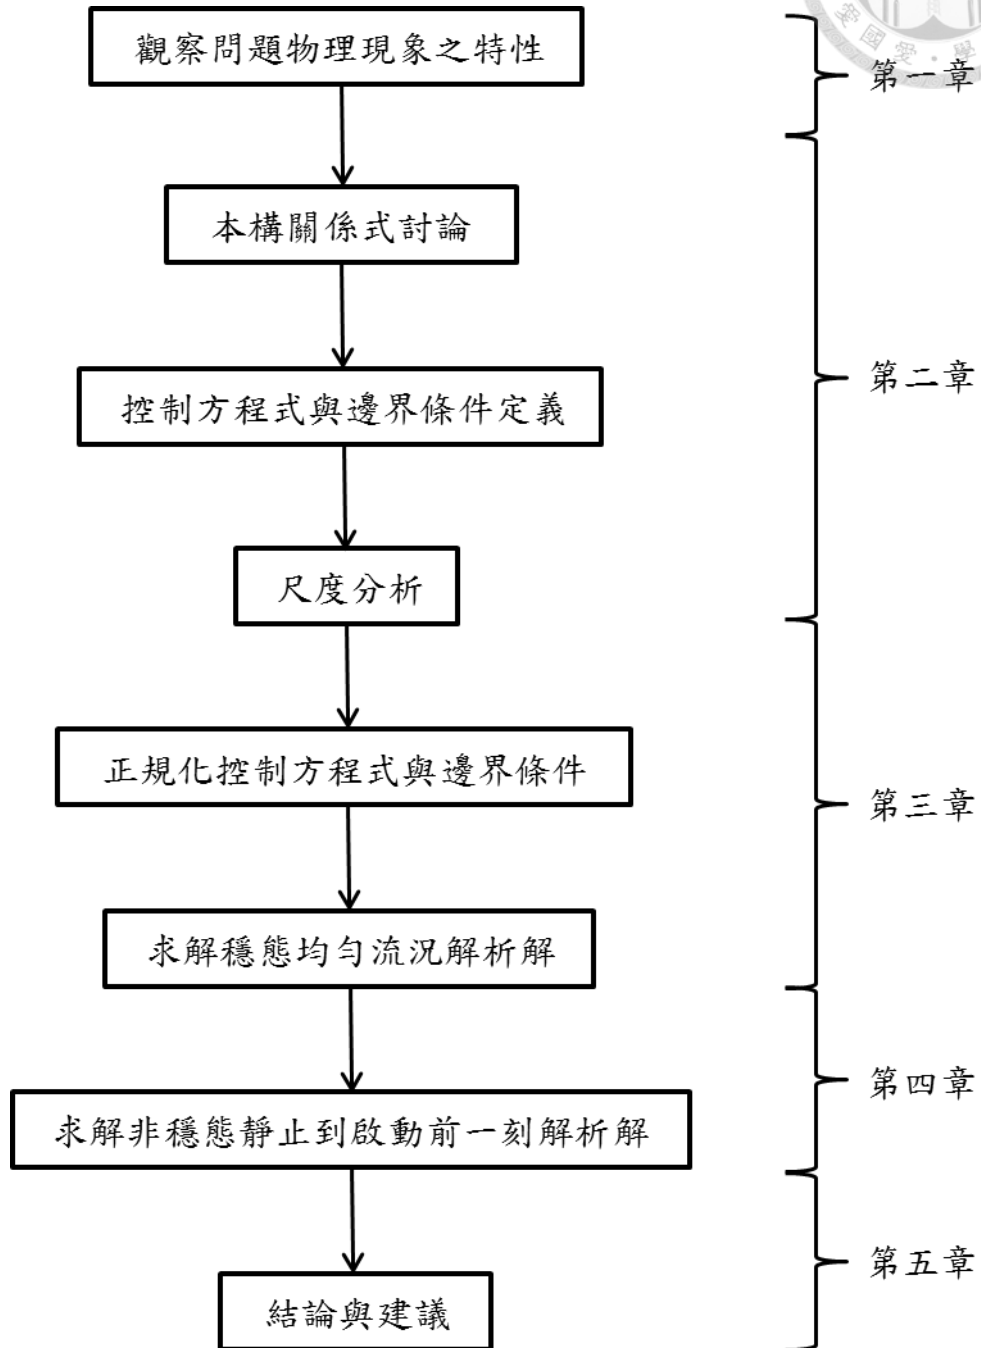 觀察問題物理現象之特性
第一章
本構關係式討論
控制方程式與邊界條件定義
第二章
尺度分析
正規化控制方程式與邊界條件
第三章
求解穩態均勻流況解析解
第四章
求解非穩態靜止到啟動前一刻解析解
第五章
結論與建議
愛國愛・學